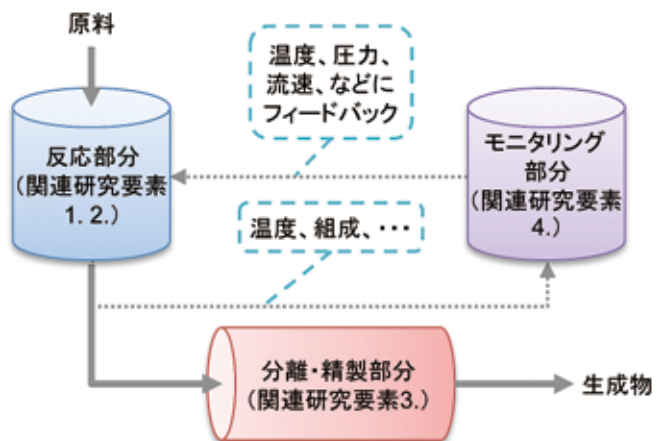 原料
温度、圧力、
流速、などに
フィードバック
反応部分
(関連研究要素
1. 2.)
モニタリング
部分
(関連研究要素
4.)
温度、組成、・・・
分離・精製部分
(関連研究要素3.)
生成物